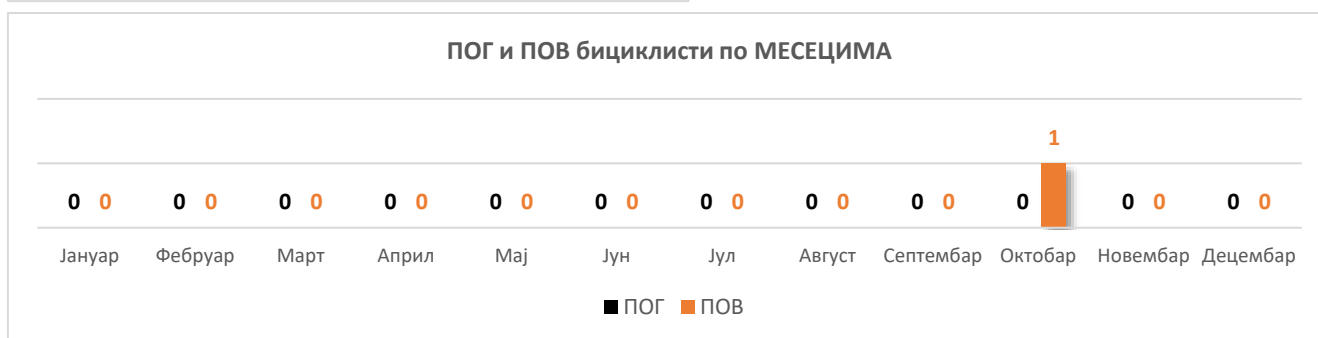 ПОГ и ПОВ бициклисти по МЕСЕЦИМА
1
0 0 0 0 0 0 0 0 0 0 0 0 0 0 0 0 0 0 0 0 0 0 0
Јануар Фебруар Март Април Мај Јун Јул Август Септембар Октобар Новембар Децембар
ПОГ ПОВ